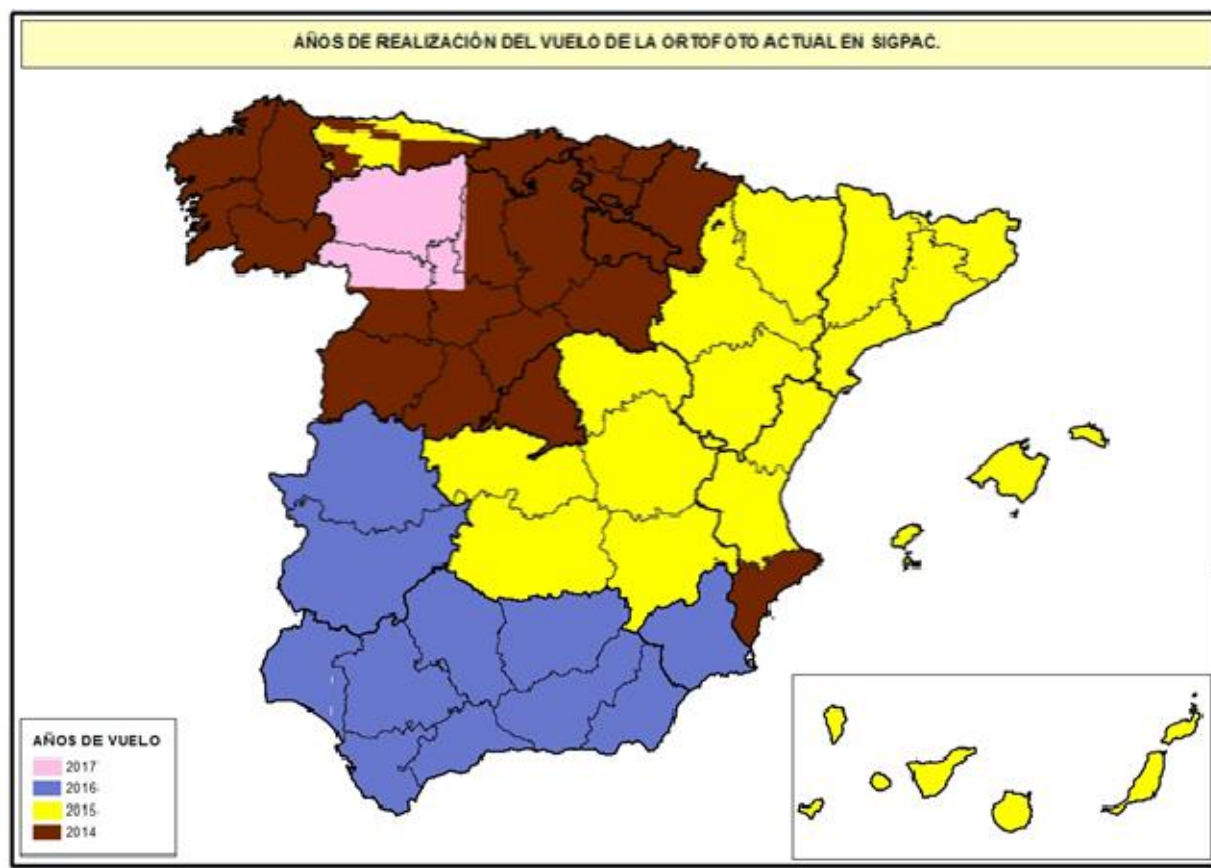 AÑOS DE REALIZACIÓN DEL VUELO DE LA ORTOFOTO ACTUAL EN SIGPAC.
AÑOS DE VUELO
2017
2016
2015
2014